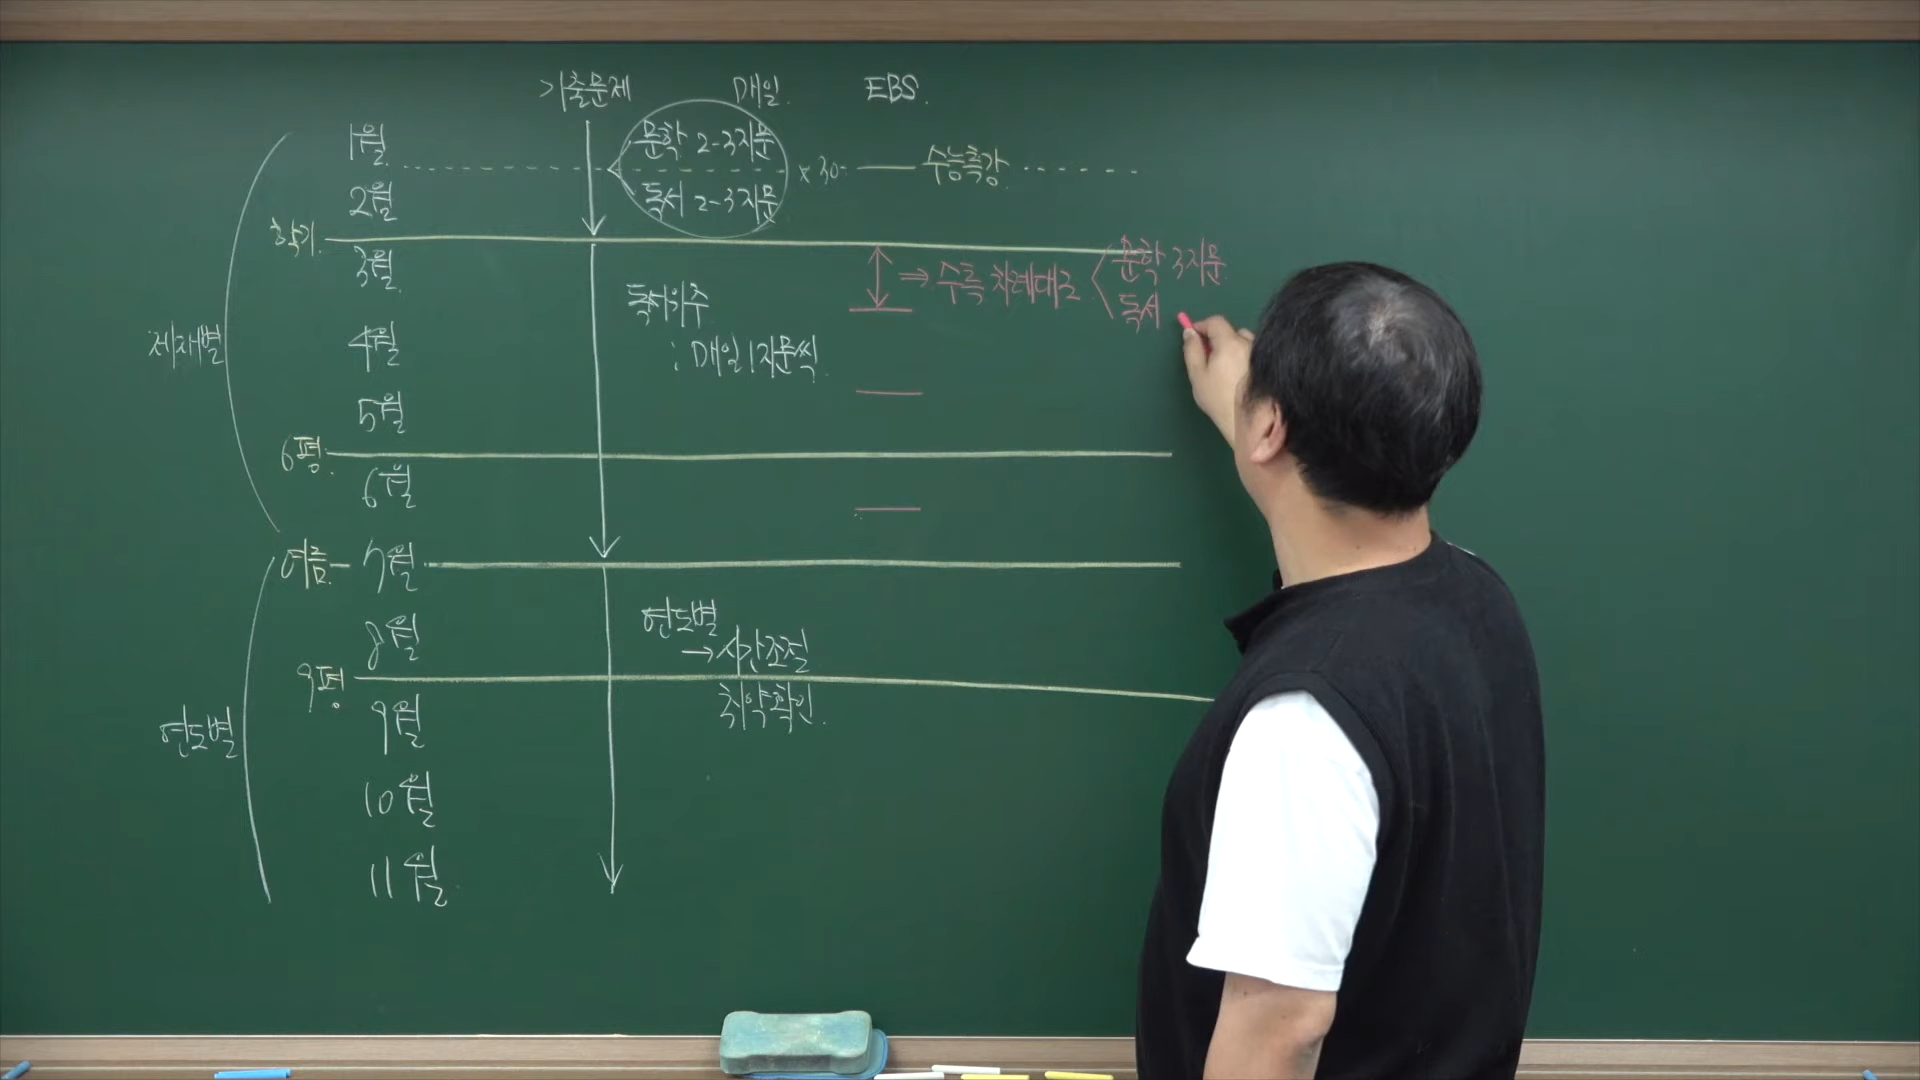 기출문제 매일. EBS.
1월
문학 2-3지문
x 30 수능특강
2월
독서 2-3지문
학기.
3월
문학 3지문
⇒ 수특 차례대로
독서
독서위주
4월
: 매일 1지문씩.
제재별
5월
6평.
6월
여름 7월
8월
연도별
→ 시간조절
9평.
취약확인.
9월
연도별
10월
11월.